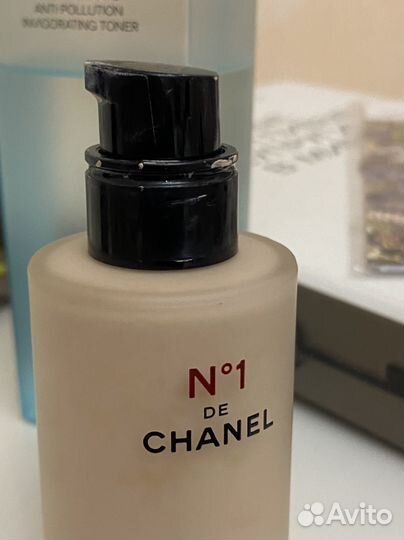 ANTI POLLUTION
INVIGORATING TONER
N°1
DE
CHANEL
Avito